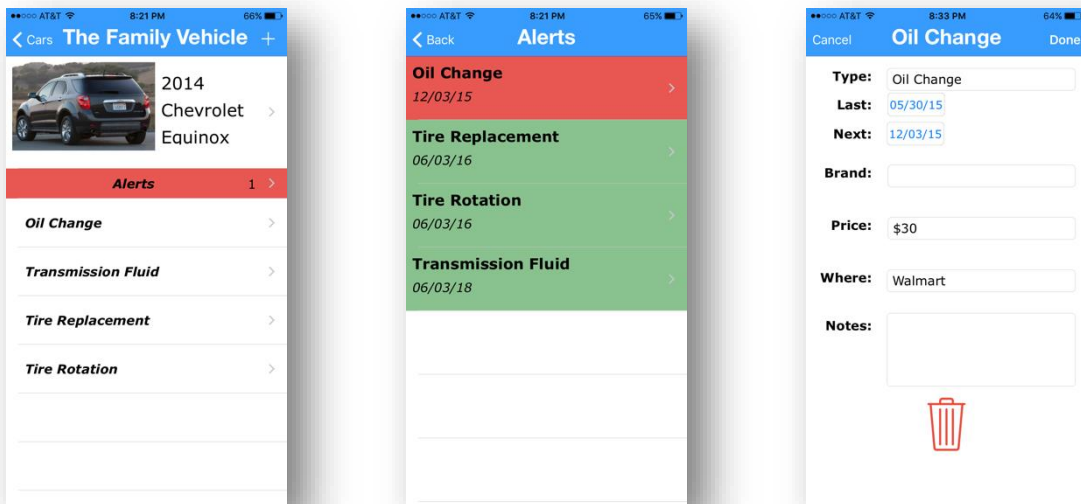 AT&T 8:21 PM 66%
Cars The Family Vehicle +
2014
Chevrolet
Equinox
Alerts 1
Oil Change
Transmission Fluid
Tire Replacement
Tire Rotation
AT&T 8:21 PM 65%
Back Alerts
Oil Change
12/03/15
Tire Replacement
06/03/16
Tire Rotation
06/03/16
Transmission Fluid
06/03/18
AT&T 8:33 PM 64%
Cancel Oil Change Done
Type: Oil Change
Last: 05/30/15
Next: 12/03/15
Brand:
Price: $30
Where: Walmart
Notes: